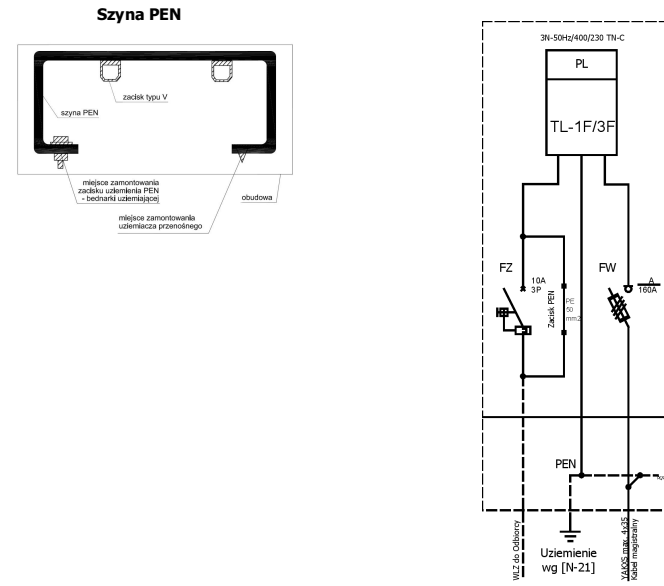 Szyna PEN
zacisk typu V
szyna PEN
miejsce zamontowania
zacisku uziemienia PEN
- bednarki uziemiającej
obudowa
miejsce zamontowania
uziemiacza przenośnego
3N-50Hz/400/230 TN-C
PL
TL-1F/3F
FZ
10A
3P
Zacisk PEN
PE
50
mm2
FW
A
160A
PEN
WLZ do Odbiorcy
Uziemienie
wg [N-21]
YAKXS max. 4x35
Kabel magistralny